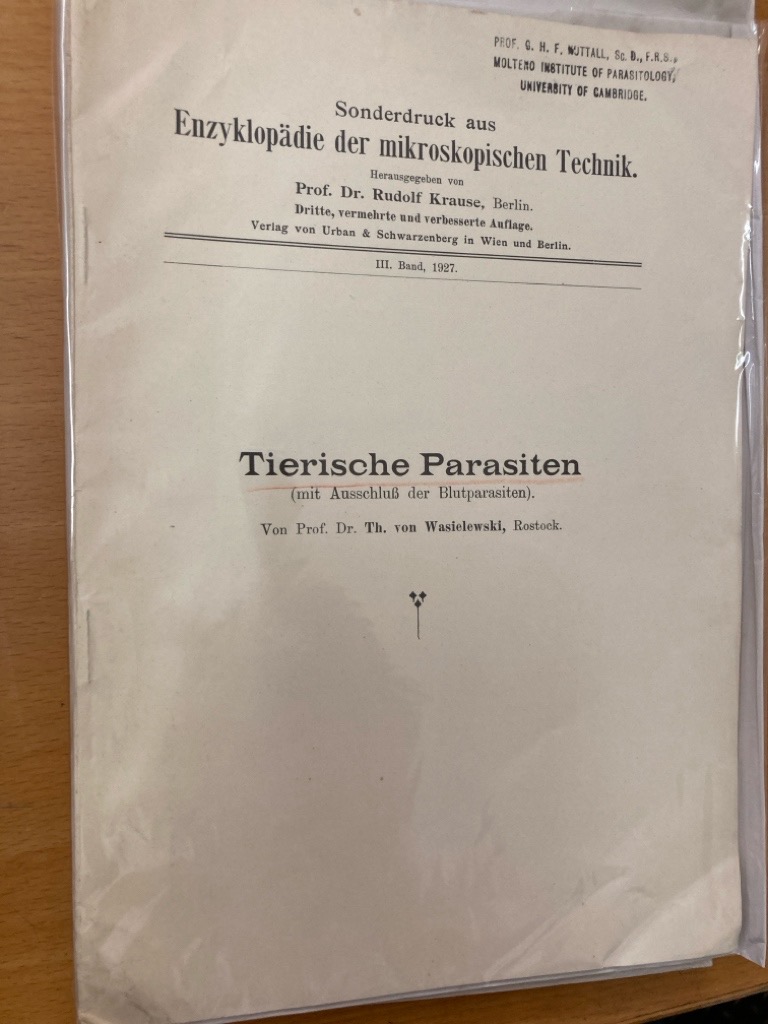 PROF. G. H. F. NUTTALL, Sc. D., F.R.S.,
MOLTENO INSTITUTE OF PARASITOLOGY,
UNIVERSITY OF CAMBRIDGE.
Sonderdruck aus
Enzyklopädie der mikroskopischen Technik.
Herausgegeben von
Prof. Dr. Rudolf Krause, Berlin.
Dritte, vermehrte und verbesserte Auflage.
Verlag von Urban & Schwarzenberg in Wien und Berlin.
III. Band, 1927.
Tierische Parasiten
(mit Ausschluß der Blutparasiten).
Von Prof. Dr. Th. von Wasielewski, Rostock.